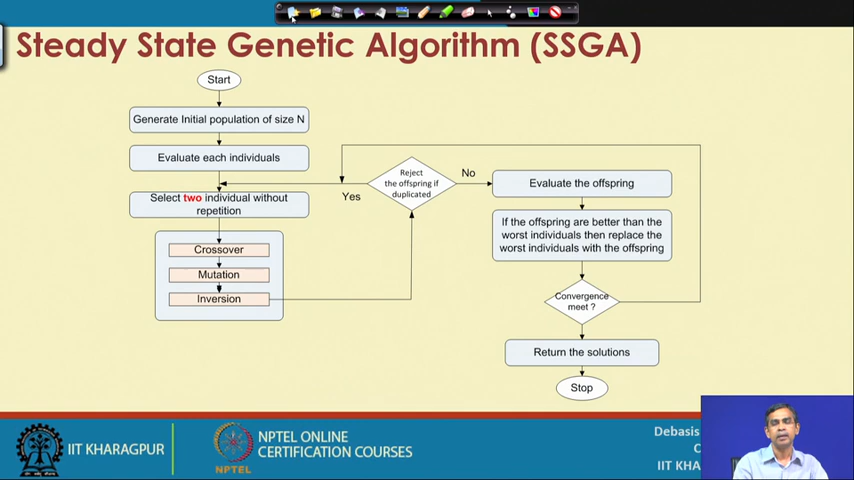 Steady State Genetic Algorithm (SSGA)
Start
Generate Initial population of size N
Evaluate each individuals
Select two individual without
repetition
Crossover
Mutation
Inversion
Reject
the offspring if
duplicated
Yes
No
Evaluate the offspring
If the offspring are better than the
worst individuals then replace the
worst individuals with the offspring
Convergence
meet ?
Return the solutions
Stop
IIT KHARAGPUR
NPTEL
NPTEL ONLINE
CERTIFICATION COURSES
Debasis
C
IIT KHA